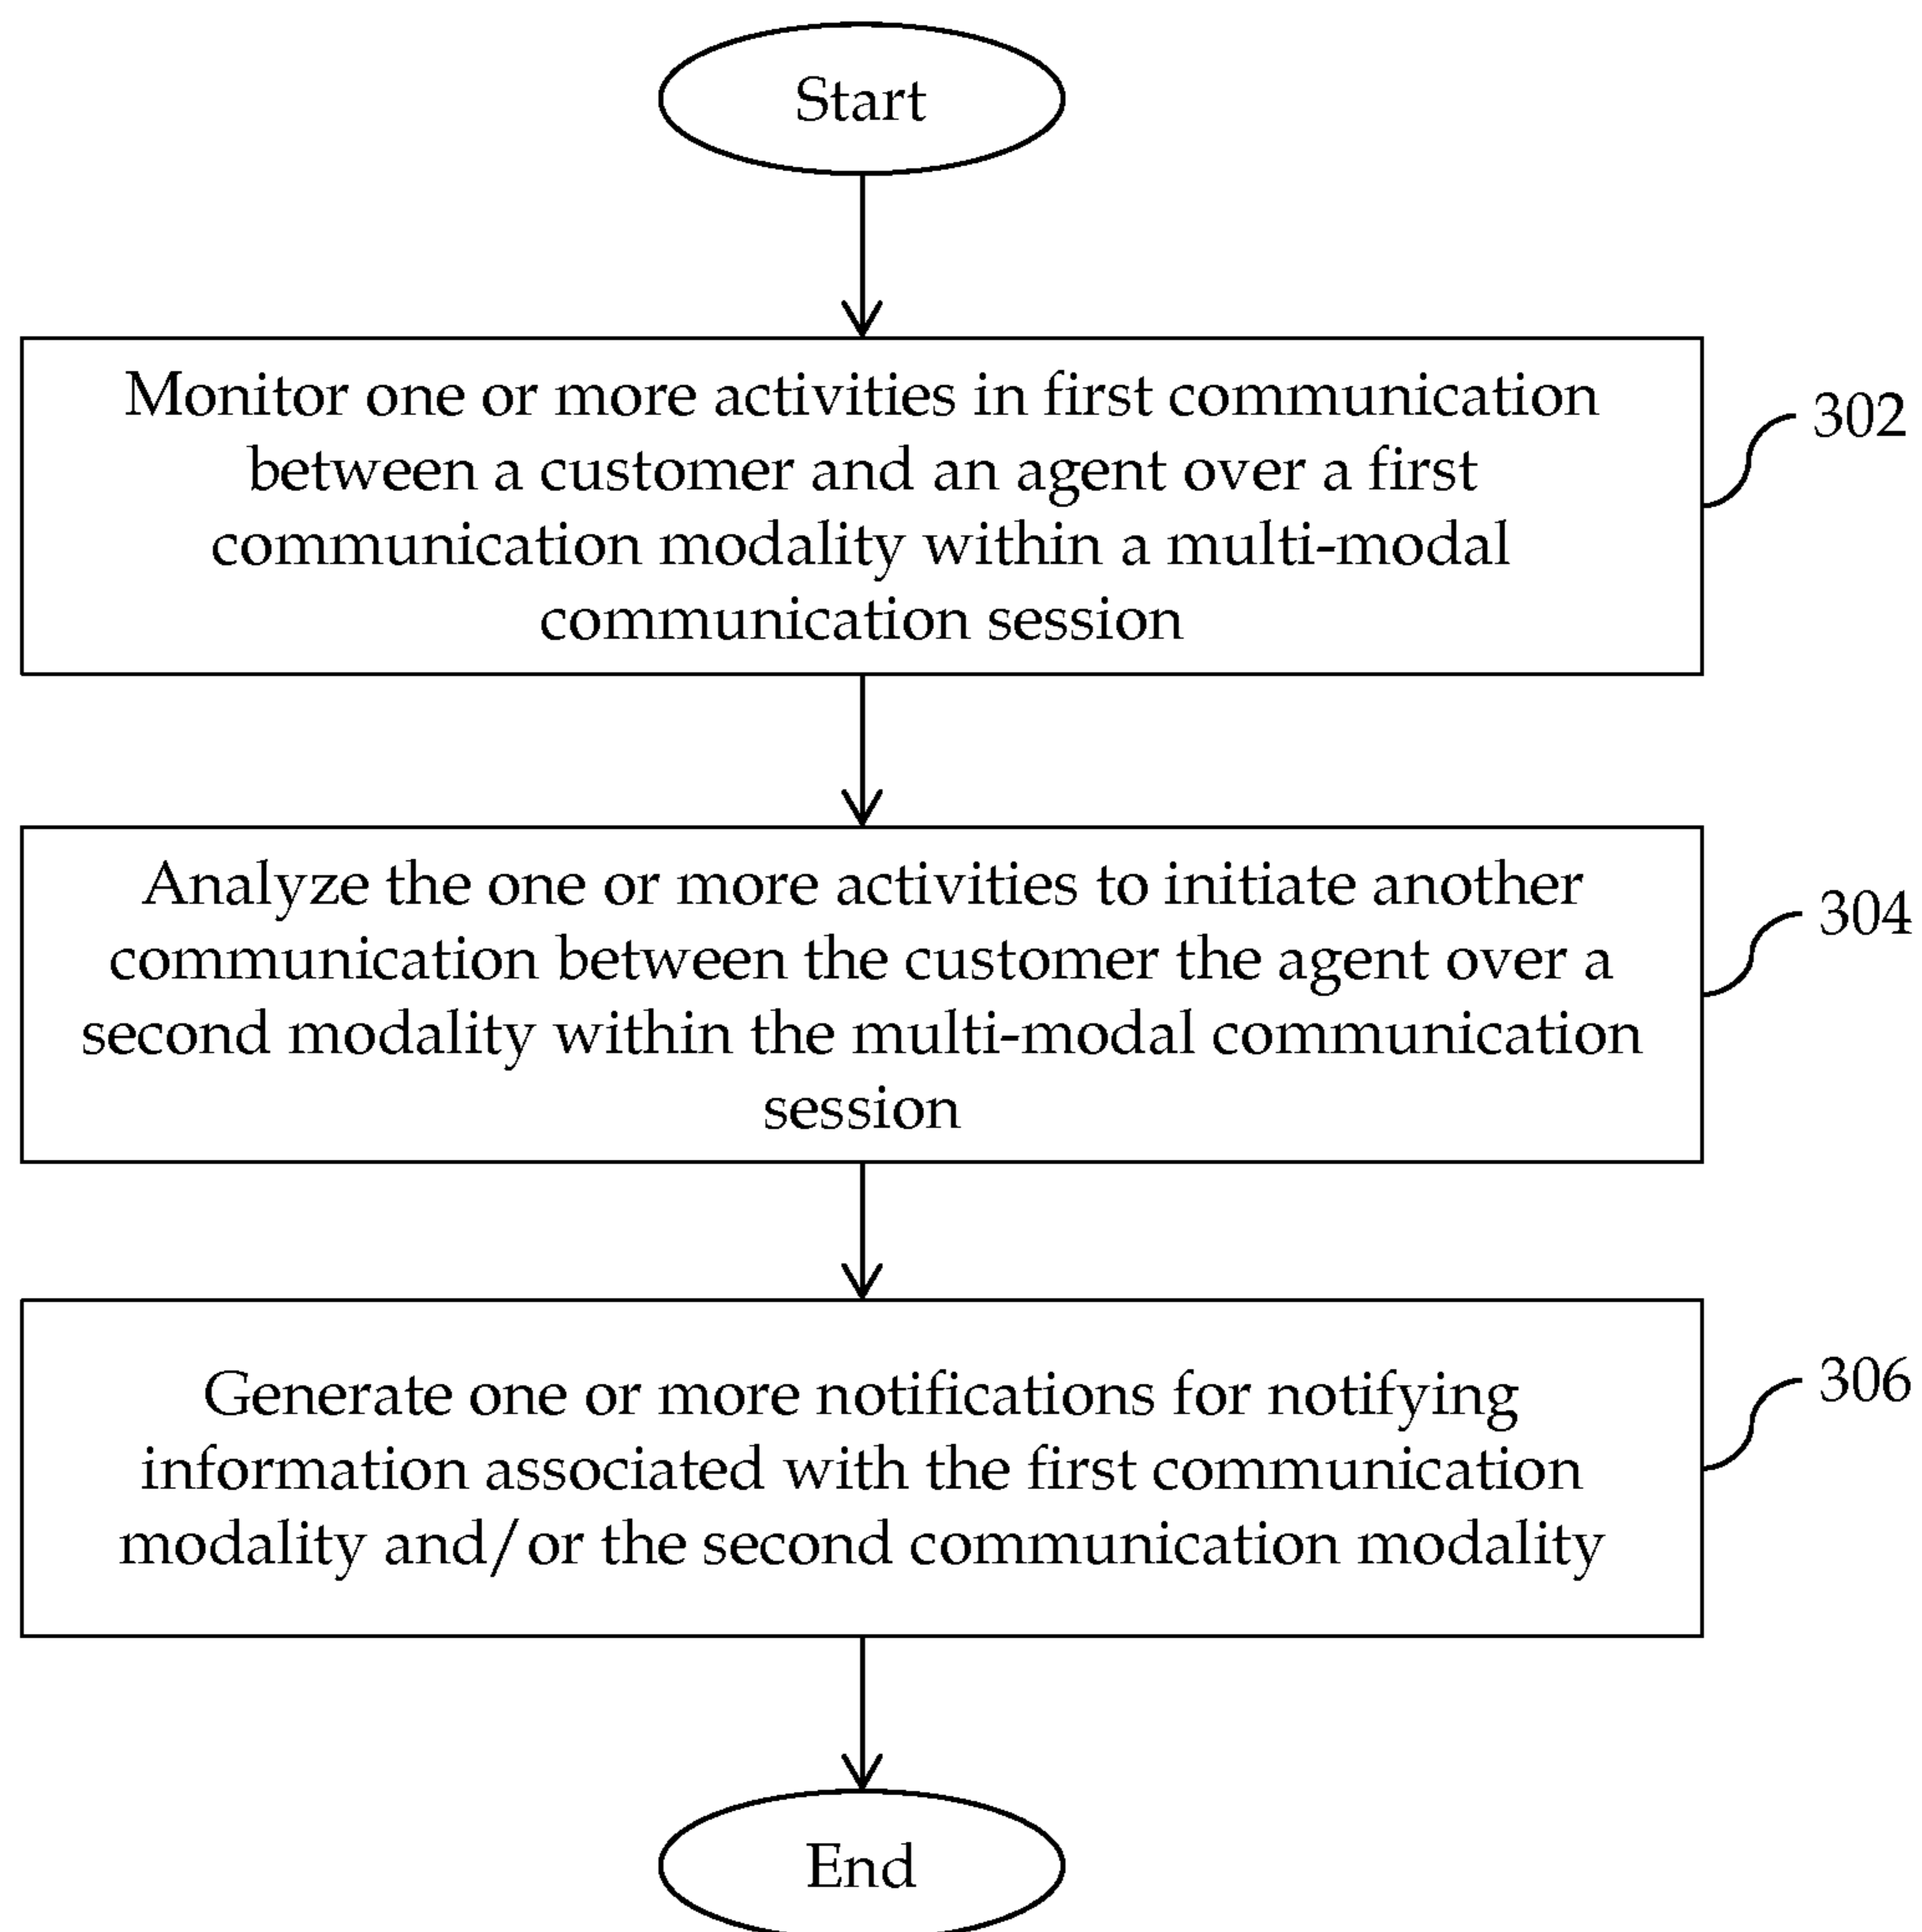 Start
Monitor one or more activities in first communication
between a customer and an agent over a first
communication modality within a multi-modal
communication session
302
Analyze the one or more activities to initiate another
communication between the customer the agent over a
second modality within the multi-modal communication
session
304
Generate one or more notifications for notifying
information associated with the first communication
modality and/or the second communication modality
306
End